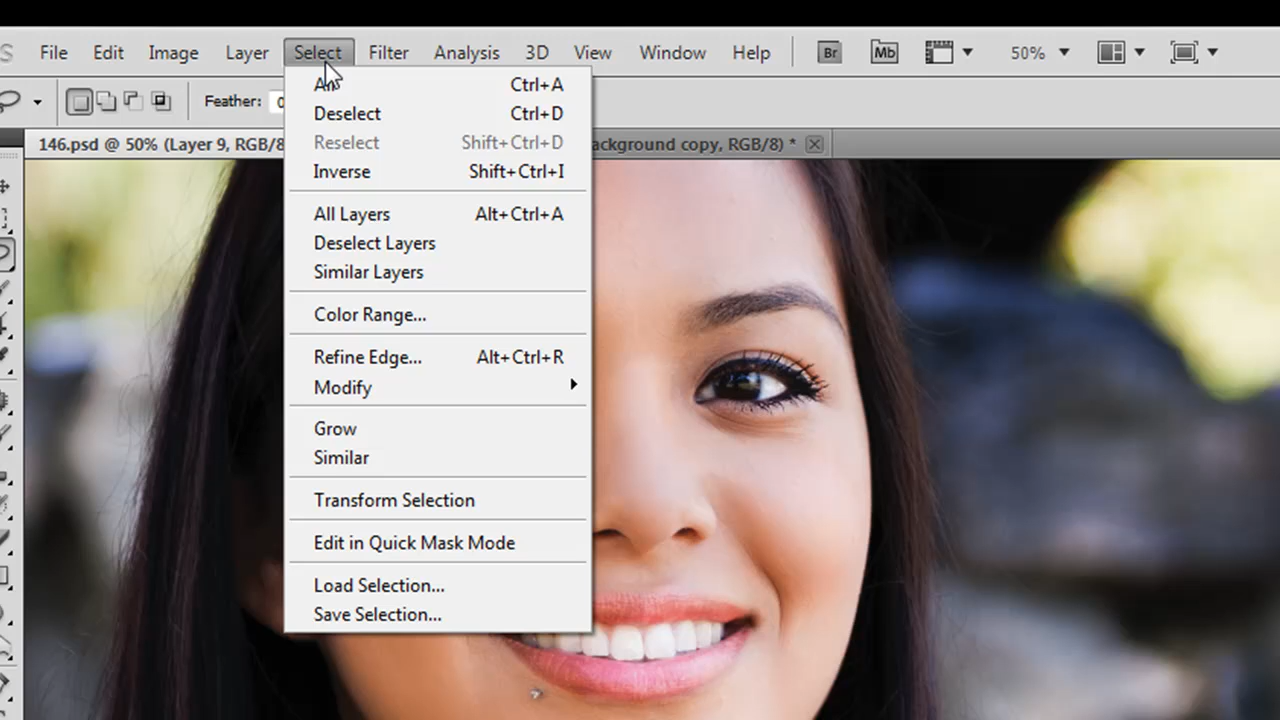 S File Edit Image Layer Select Filter Analysis 3D View Window Help Br Mb 50%
Feather: 0
146.psd @ 50% (Layer 9, RGB/8 ackground copy, RGB/8) *
All Ctrl+A
Deselect Ctrl+D
Reselect Shift+Ctrl+D
Inverse Shift+Ctrl+I
All Layers Alt+Ctrl+A
Deselect Layers
Similar Layers
Color Range...
Refine Edge... Alt+Ctrl+R
Modify
Grow
Similar
Transform Selection
Edit in Quick Mask Mode
Load Selection...
Save Selection...